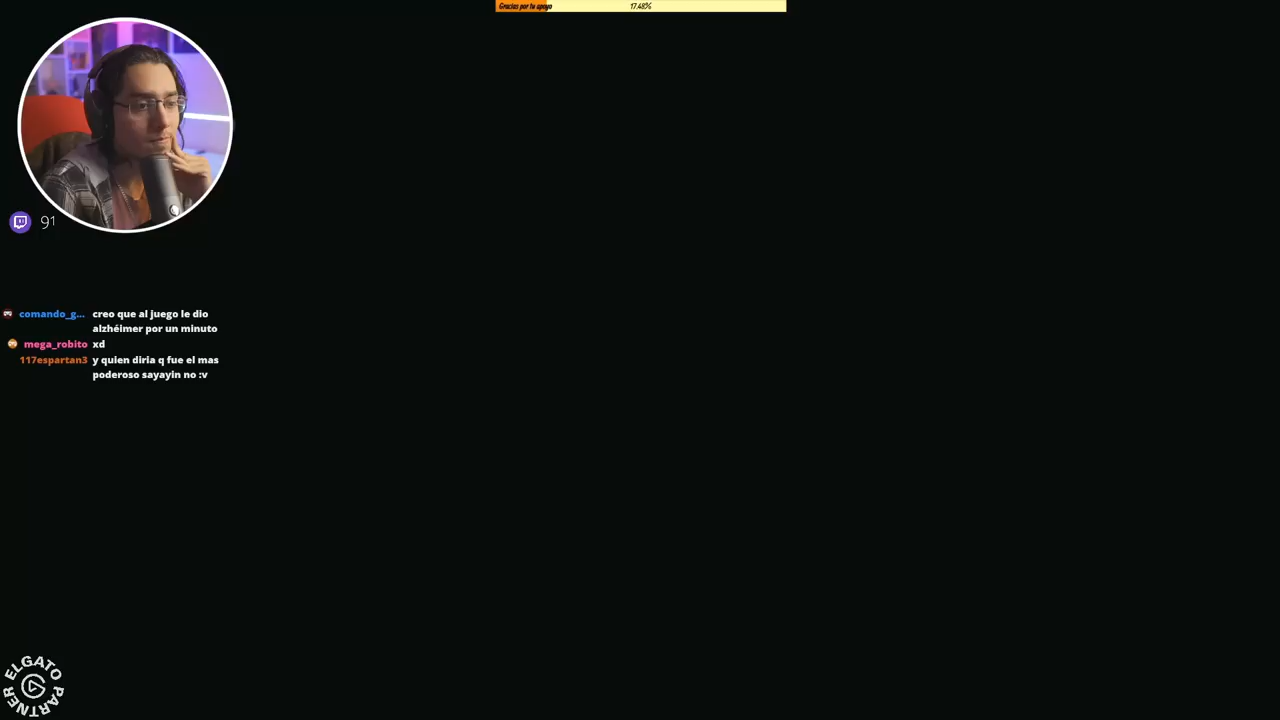 Gracias por tu apoyo 17.48%
91
comando_g... creo que al juego le dio
alzhéimer por un minuto
mega_robito xd
117espartan3 y quien diria q fue el mas
poderoso sayayin no :v
ELGATO PARTNER